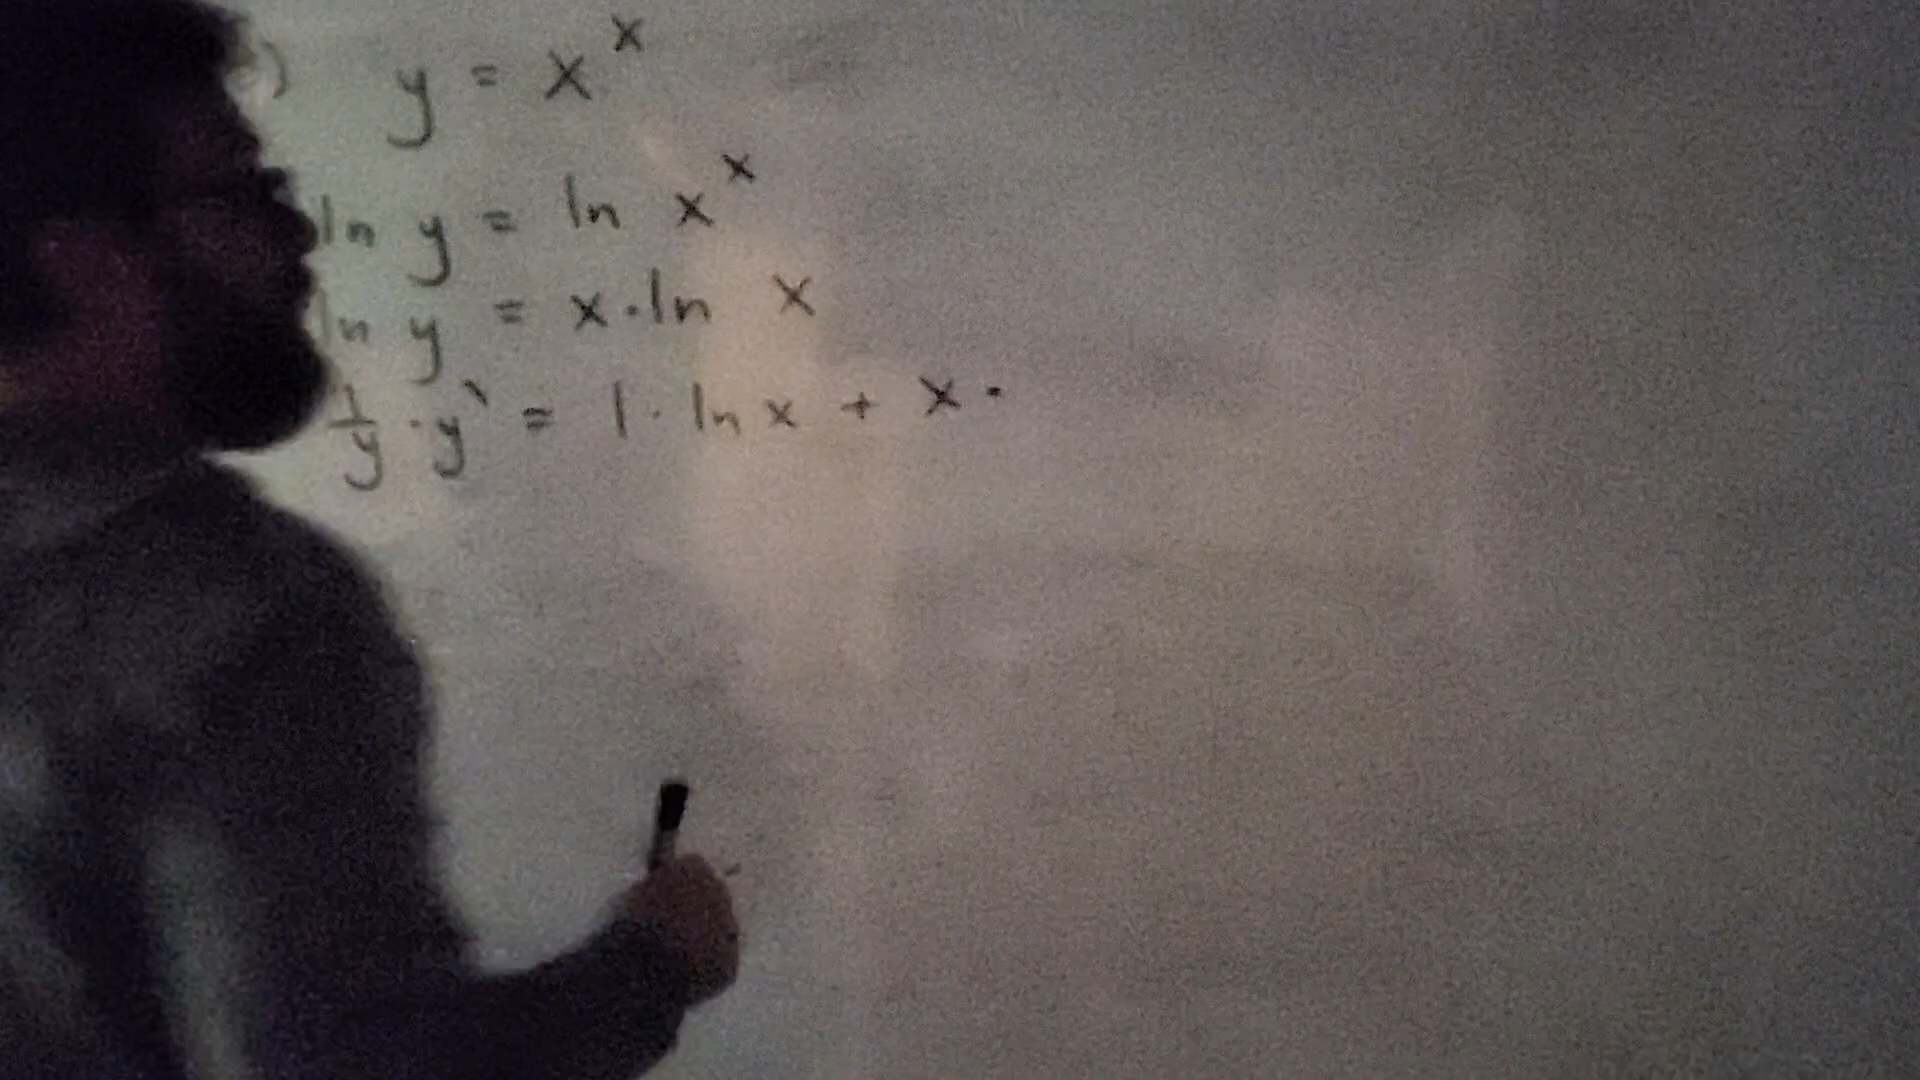 ) y = x^x
ln y = ln x^x
ln y = x·ln x
1/y · y` = 1 · ln x + x ·